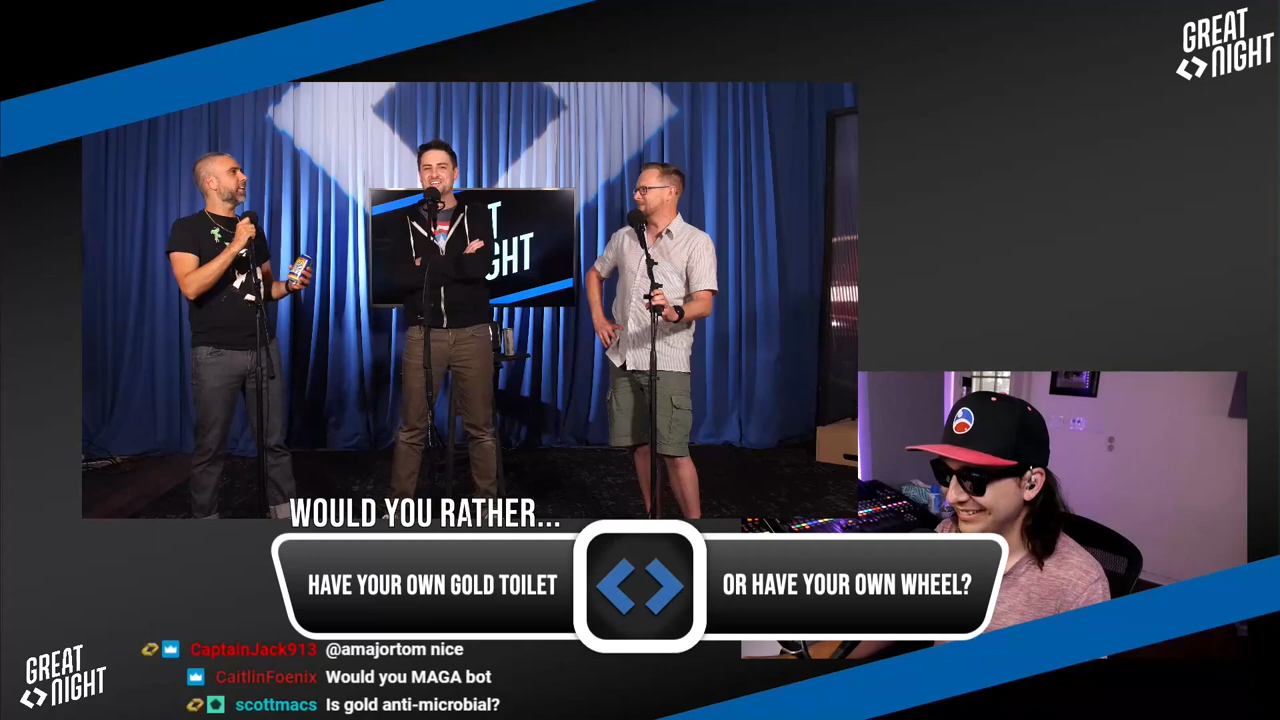 GREAT
NIGHT
T
GHT
WOULD YOU RATHER...
HAVE YOUR OWN GOLD TOILET
OR HAVE YOUR OWN WHEEL?
CaptainJack913 @amajortom nice
CaitlinFoenix Would you MAGA bot
scottmacs Is gold anti-microbial?
GREAT
NIGHT